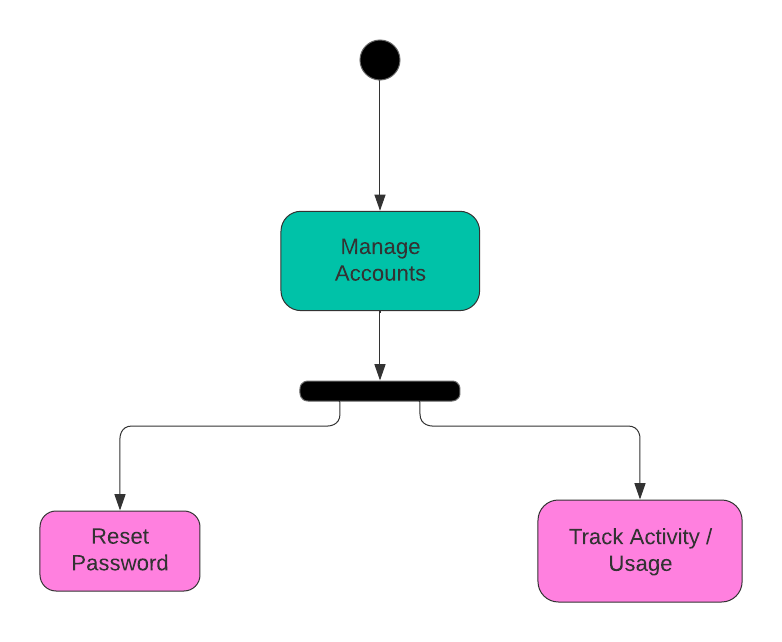 Manage
Accounts
Reset
Password
Track Activity /
Usage